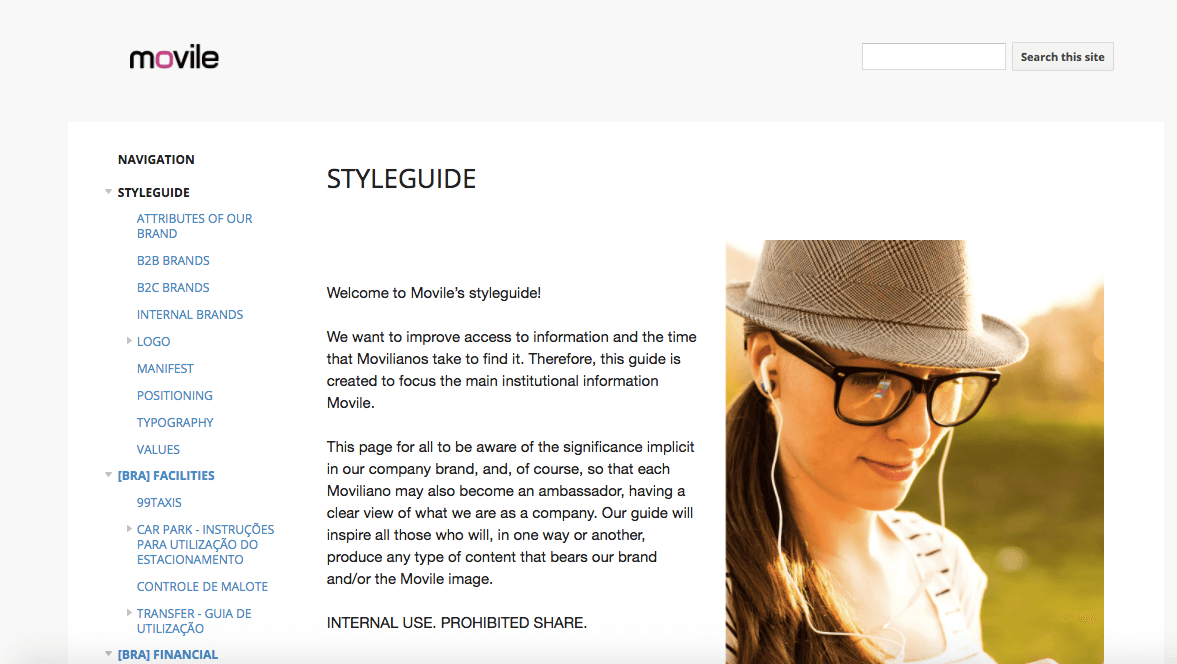 movile
Search this site
NAVIGATION
STYLEGUIDE
ATTRIBUTES OF OUR
BRAND
B2B BRANDS
B2C BRANDS
INTERNAL BRANDS
LOGO
MANIFEST
POSITIONING
TYPOGRAPHY
VALUES
[BRA] FACILITIES
99TAXIS
CAR PARK - INSTRUÇÕES
PARA UTILIZAÇÃO DO
ESTACIONAMENTO
CONTROLE DE MALOTE
TRANSFER - GUIA DE
UTILIZAÇÃO
[BRA] FINANCIAL
STYLEGUIDE
Welcome to Movile’s styleguide!
We want to improve access to information and the time
that Movilianos take to find it. Therefore, this guide is
created to focus the main institutional information
Movile.
This page for all to be aware of the significance implicit
in our company brand, and, of course, so that each
Moviliano may also become an ambassador, having a
clear view of what we are as a company. Our guide will
inspire all those who will, in one way or another,
produce any type of content that bears our brand
and/or the Movile image.
INTERNAL USE. PROHIBITED SHARE.